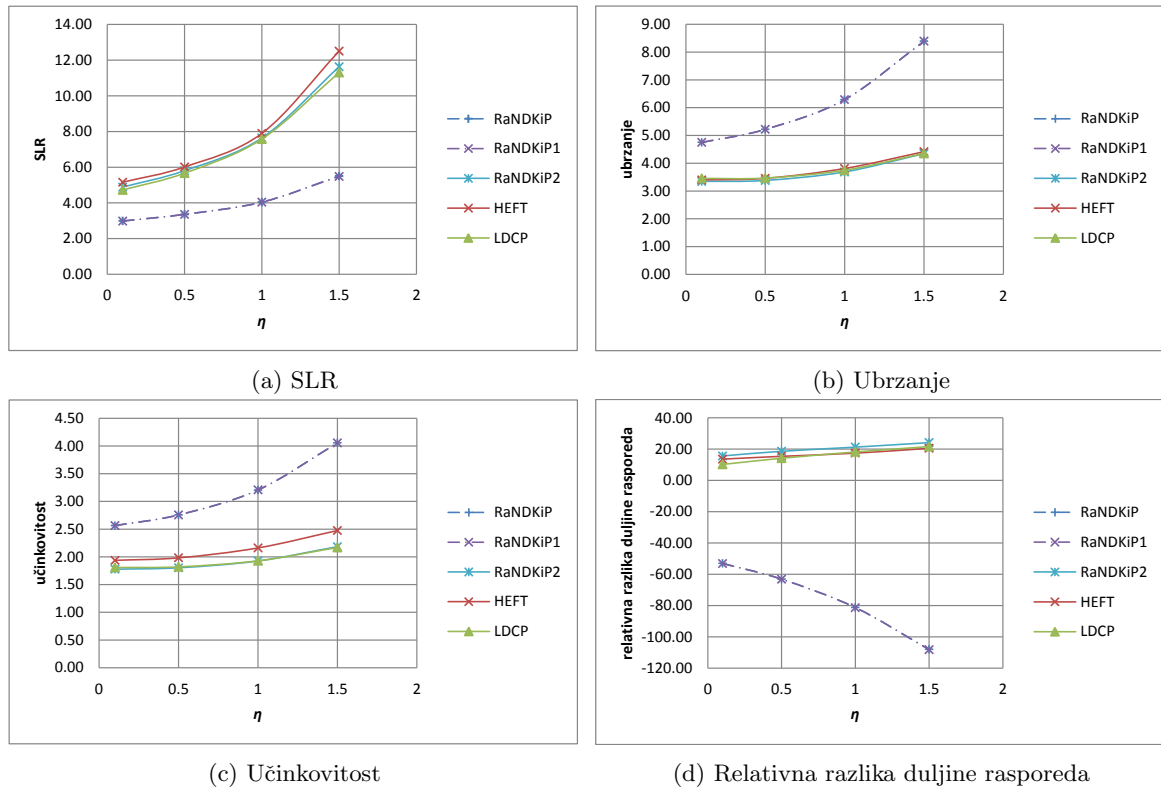 SLR
14.00
12.00
10.00
8.00
6.00
4.00
2.00
0.00
0 0.5 1 1.5 2
η
RaNDKiP
RaNDKiP1
RaNDKiP2
HEFT
LDCP
(a) SLR
ubrzanje
9.00
8.00
7.00
6.00
5.00
4.00
3.00
2.00
1.00
0.00
0 0.5 1 1.5 2
η
RaNDKiP
RaNDKiP1
RaNDKiP2
HEFT
LDCP
(b) Ubrzanje
učinkovitost
4.50
4.00
3.50
3.00
2.50
2.00
1.50
1.00
0.50
0.00
0 0.5 1 1.5 2
η
RaNDKiP
RaNDKiP1
RaNDKiP2
HEFT
LDCP
(c) Učinkovitost
relativna razlika duljine rasporeda
40.00
20.00
0.00
-20.00
-40.00
-60.00
-80.00
-100.00
-120.00
0 0.5 1 1.5 2
η
RaNDKiP
RaNDKiP1
RaNDKiP2
HEFT
LDCP
(d) Relativna razlika duljine rasporeda